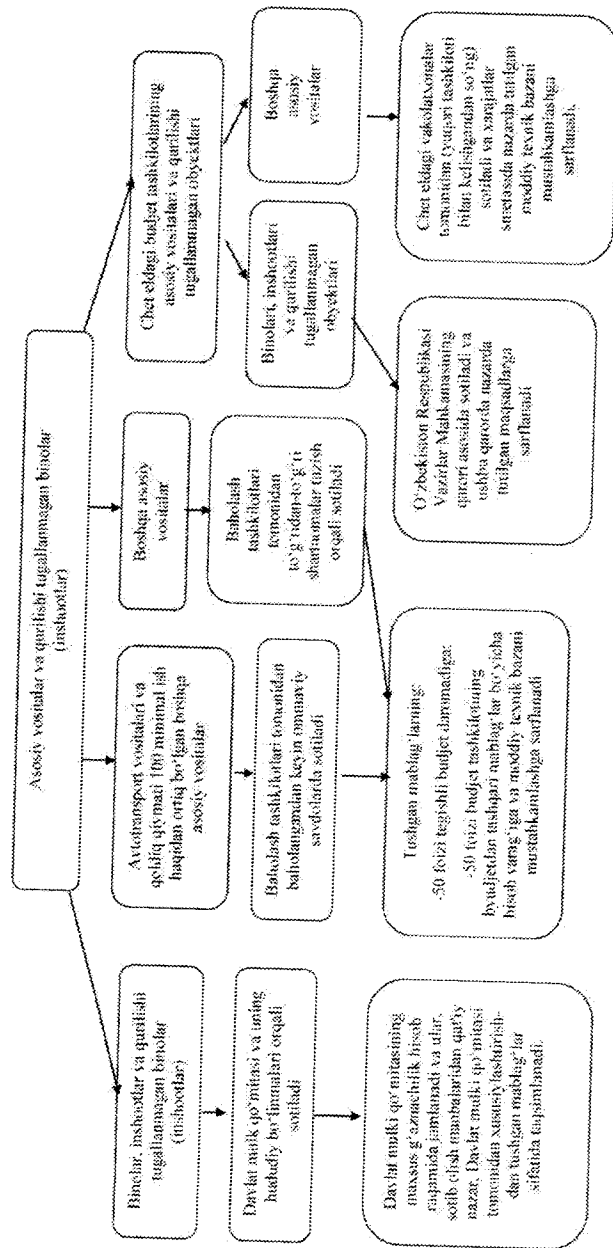 Asosiy vositalar va qurilishi tugallanmagan binolar
(inshootlar)
Binolar, inshootlar va qurilishi
tugallanmagan binolar
(inshootlar)
Avtotransport vositalari va
qoldiq qiymati 100 minimal ish
haqidan ortiq bo‘lgan boshqa
asosiy vositalar
Boshqa asosiy
vositalar
Chet eldagi budjet tashkilotlarining
asosiy vositalari va qurilishi
tugallanmagan obyektlari
Binolari, inshootlari
va qurilishi
tugallanmagan
obyektlari
Boshqa
asosiy
vositalar
Davlat mulk qo‘mitasi va uning
hududiy bo‘linmalari orqali
sotiladi
Baholash tashkilotlari tomonidan
baholangandan keyin ommaviy
savdolarda sotiladi
Baholash
tashkilotlari
tomonidan
to‘g‘ridan-to‘g‘ri
shartnomalar tuzish
orqali sotiladi
Davlat mulki qo‘mitasining
maxsus g‘aznachilik hisob
raqamida jamlanadi va ular,
sotib olish manbalaridan qat’iy
nazar, Davlat mulki qo‘mitasi
tomonidan xususiylashtirish-
dan tushgan mablag‘lar
sifatida taqsimlanadi.
Tushgan mablag‘larning:
-50 foizi tegishli budjet daromadiga:
-50 foizi budjet tashkilotining
byudjetdan tashqari mablag‘lar bo‘yicha
hisob varag‘iga va moddiy texnik bazani
mustahkamlashga sarflanadi
O‘zbekiston Respublikasi
Vazirlar Mahkamasining
qarori asosida sotiladi va
ushbu qarorda nazarda
tutilgan maqsadlarga
sarflanadi
Chet eldagi vakolatxonalar
tomonidan (yuqori tashkiloti
bilan kelishgandan so‘ng)
sotiladi va xarajatlar
smetasida nazarda tutilgan
moddiy texnik bazani
mustahkamlashga
sarflanadi.